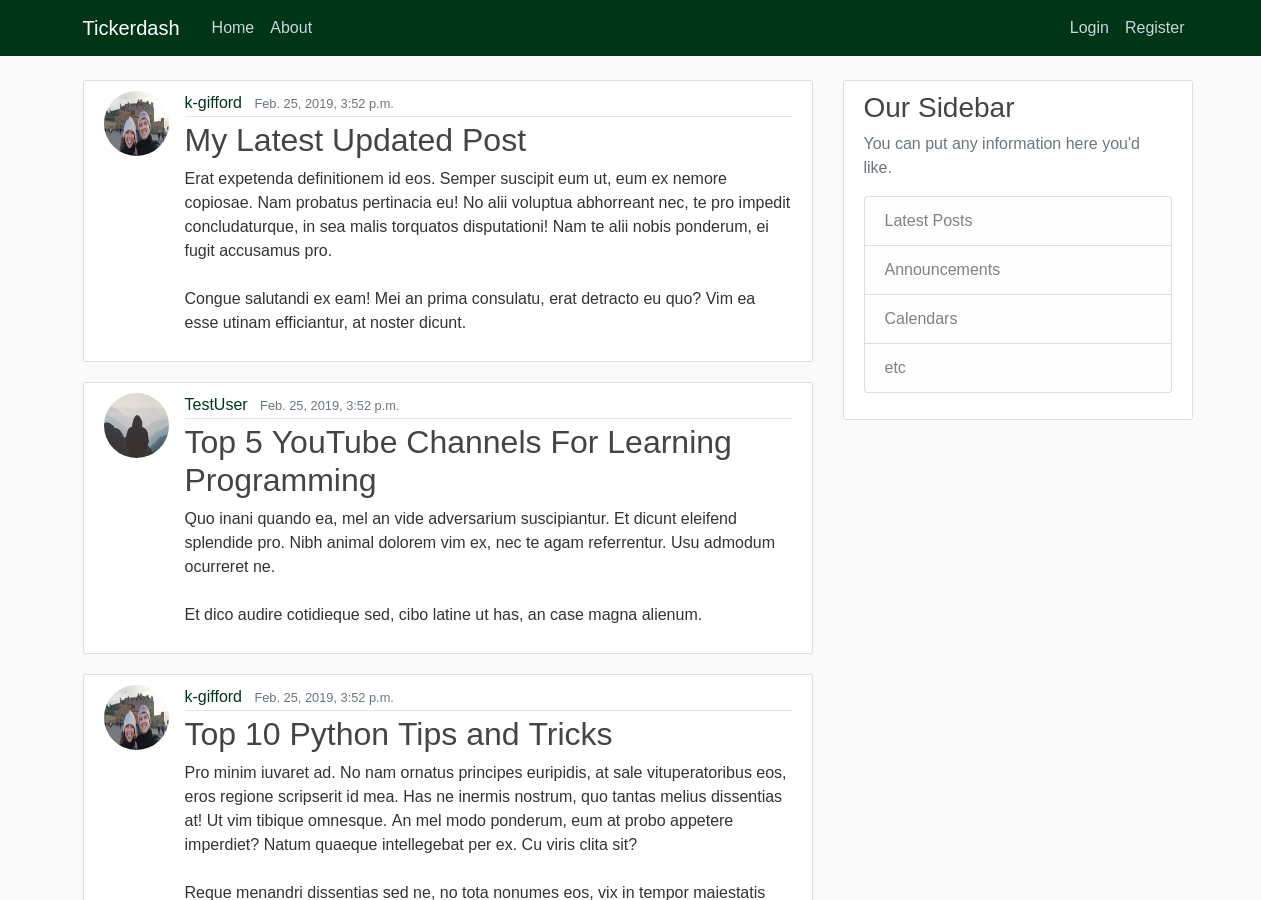 Tickerdash Home About Login Register
k-gifford Feb. 25, 2019, 3:52 p.m.
My Latest Updated Post
Erat expetenda definitionem id eos. Semper suscipit eum ut, eum ex nemore
copiosae. Nam probatus pertinacia eu! No alii voluptua abhorreant nec, te pro impedit
concludaturque, in sea malis torquatos disputationi! Nam te alii nobis ponderum, ei
fugit accusamus pro.
Congue salutandi ex eam! Mei an prima consulatu, erat detracto eu quo? Vim ea
esse utinam efficiantur, at noster dicunt.
TestUser Feb. 25, 2019, 3:52 p.m.
Top 5 YouTube Channels For Learning
Programming
Quo inani quando ea, mel an vide adversarium suscipiantur. Et dicunt eleifend
splendide pro. Nibh animal dolorem vim ex, nec te agam referrentur. Usu admodum
ocurreret ne.
Et dico audire cotidieque sed, cibo latine ut has, an case magna alienum.
k-gifford Feb. 25, 2019, 3:52 p.m.
Top 10 Python Tips and Tricks
Pro minim iuvaret ad. No nam ornatus principes euripidis, at sale vituperatoribus eos,
eros regione scripserit id mea. Has ne inermis nostrum, quo tantas melius dissentias
at! Ut vim tibique omnesque. An mel modo ponderum, eum at probo appetere
imperdiet? Natum quaeque intellegebat per ex. Cu viris clita sit?
Reque menandri dissentias sed ne, no tota nonumes eos, vix in tempor maiestatis
Our Sidebar
You can put any information here you'd
like.
Latest Posts
Announcements
Calendars
etc